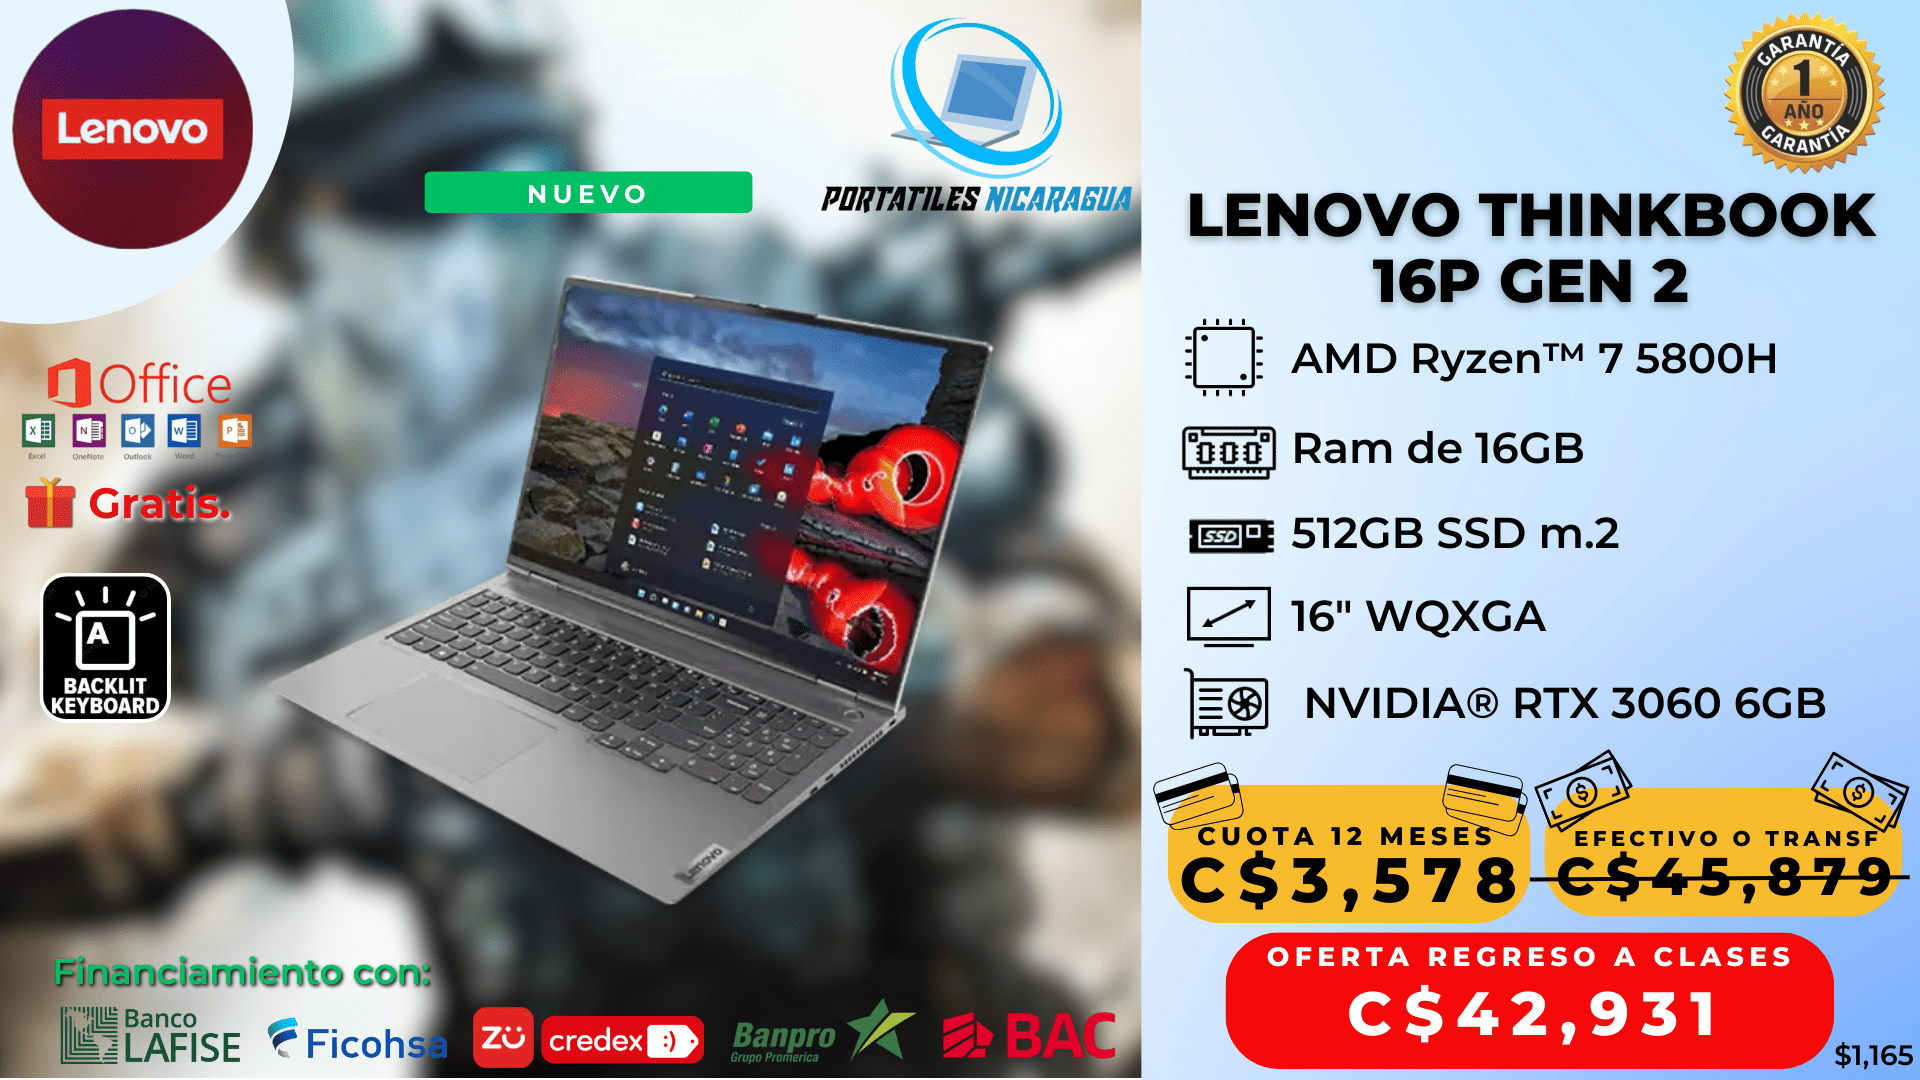 Lenovo
NUEVO
PORTATILES NICARAGUA
GARANTÍA
1
AÑO
GARANTÍA
LENOVO THINKBOOK
16P GEN 2
AMD Ryzen™ 7 5800H
Ram de 16GB
SSD
512GB SSD m.2
16" WQXGA
NVIDIA® RTX 3060 6GB
Office
Excel
OneNote
Outlook
Word
Gratis.
A
BACKLIT
KEYBOARD
Lenovo
CUOTA 12 MESES
C$3,578
EFECTIVO O TRANSF
C$45,879
OFERTA REGRESO A CLASES
C$42,931
$1,165
Financiamiento con:
Banco
LAFISE
Ficohsa
ZÜ
credex :)
Banpro
Grupo Promerica
BAC